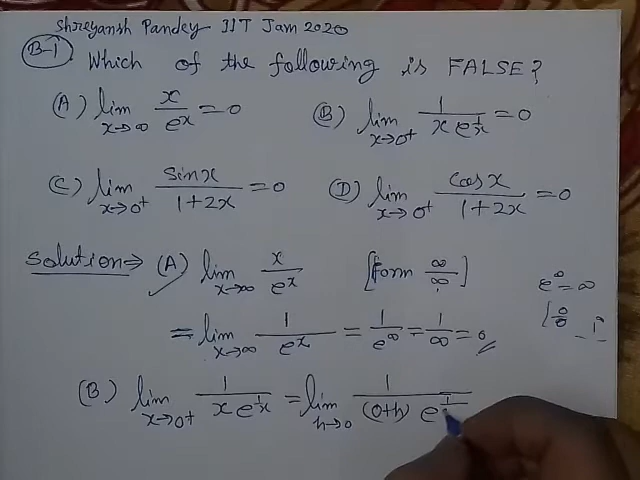 Shreyansh Pandey IIT Jam 2020
B-1 Which of the following is FALSE?
(A) lim x→∞ x/e^x = 0 (B) lim x→0+ 1/(x e^(1/x)) = 0
(C) lim x→0+ sinx/(1+2x) = 0 (D) lim x→0+ cosx/(1+2x) = 0
Solution⇒ (A) lim x→∞ x/e^x [form ∞/∞] e^∞ = ∞
= lim x→∞ 1/e^x = 1/e^∞ = 1/∞ = 0
(B) lim x→0+ 1/(x e^(1/x)) = lim h→0 1/((0+h) e^(1/